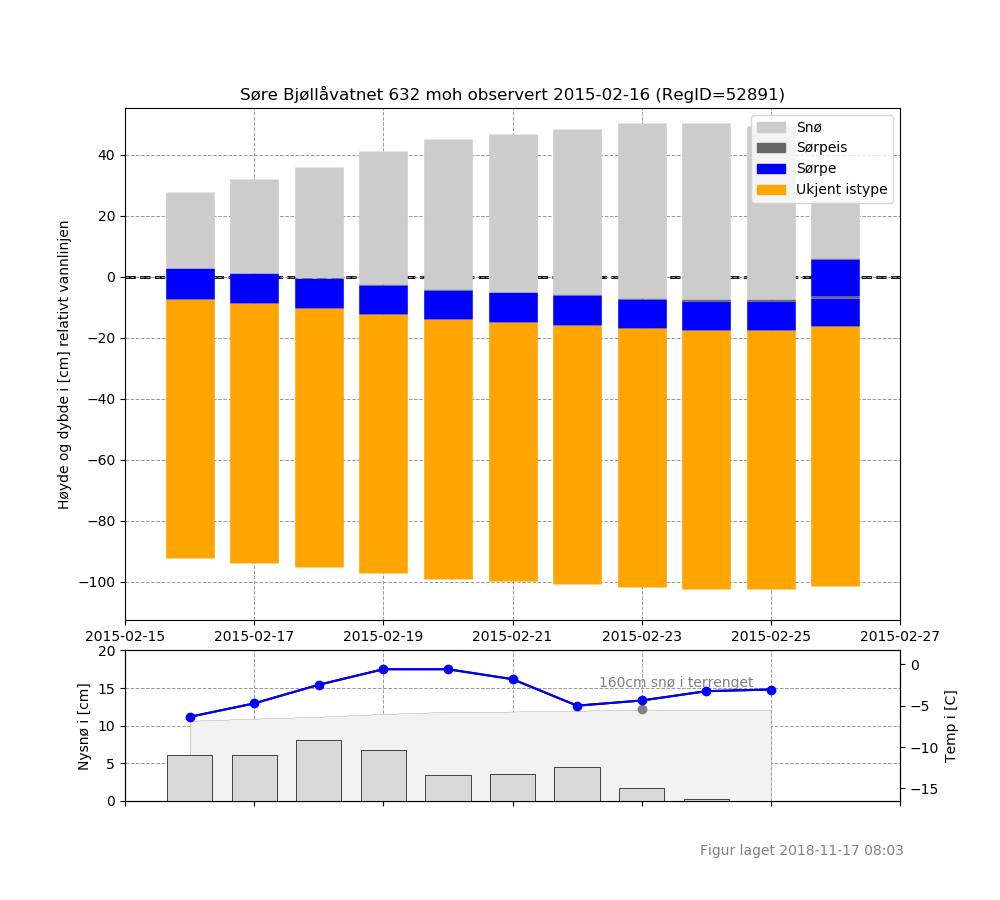 Søre Bjøllåvatnet 632 moh observert 2015-02-16 (RegID=52891)
Høyde og dybde i [cm] relativt vannlinjen
40
20
0
−20
−40
−60
−80
−100
Snø
Sørpeis
Sørpe
Ukjent istype
2015-02-15
2015-02-17
2015-02-19
2015-02-21
2015-02-23
2015-02-25
2015-02-27
Nysnø i [cm]
20
15
10
5
0
160cm snø i terrenget
0
−5
−10
−15
Temp i [C]
Figur laget 2018-11-17 08:03